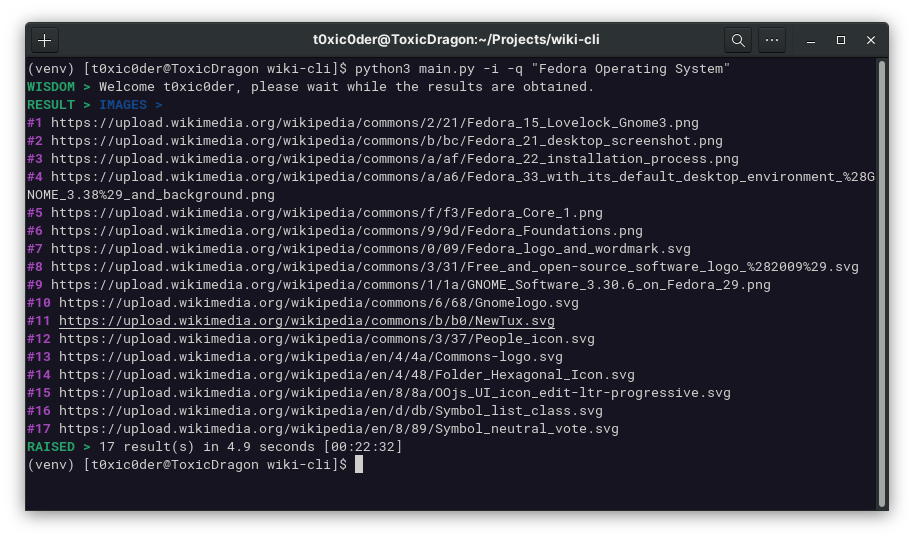 t0xic0der@ToxicDragon:~/Projects/wiki-cli
(venv) [t0xic0der@ToxicDragon wiki-cli]$ python3 main.py -i -q "Fedora Operating System"
WISDOM > Welcome t0xic0der, please wait while the results are obtained.
RESULT > IMAGES >
#1 https://upload.wikimedia.org/wikipedia/commons/2/21/Fedora_15_Lovelock_Gnome3.png
#2 https://upload.wikimedia.org/wikipedia/commons/b/bc/Fedora_21_desktop_screenshot.png
#3 https://upload.wikimedia.org/wikipedia/commons/a/af/Fedora_22_installation_process.png
#4 https://upload.wikimedia.org/wikipedia/commons/a/a6/Fedora_33_with_its_default_desktop_environment_%28G
NOME_3.38%29_and_background.png
#5 https://upload.wikimedia.org/wikipedia/commons/f/f3/Fedora_Core_1.png
#6 https://upload.wikimedia.org/wikipedia/commons/9/9d/Fedora_Foundations.png
#7 https://upload.wikimedia.org/wikipedia/commons/0/09/Fedora_logo_and_wordmark.svg
#8 https://upload.wikimedia.org/wikipedia/commons/3/31/Free_and_open-source_software_logo_%282009%29.svg
#9 https://upload.wikimedia.org/wikipedia/commons/1/1a/GNOME_Software_3.30.6_on_Fedora_29.png
#10 https://upload.wikimedia.org/wikipedia/commons/6/68/Gnomelogo.svg
#11 https://upload.wikimedia.org/wikipedia/commons/b/b0/NewTux.svg
#12 https://upload.wikimedia.org/wikipedia/commons/3/37/People_icon.svg
#13 https://upload.wikimedia.org/wikipedia/en/4/4a/Commons-logo.svg
#14 https://upload.wikimedia.org/wikipedia/en/4/48/Folder_Hexagonal_Icon.svg
#15 https://upload.wikimedia.org/wikipedia/en/8/8a/OOjs_UI_icon_edit-ltr-progressive.svg
#16 https://upload.wikimedia.org/wikipedia/en/d/db/Symbol_list_class.svg
#17 https://upload.wikimedia.org/wikipedia/en/8/89/Symbol_neutral_vote.svg
RAISED > 17 result(s) in 4.9 seconds [00:22:32]
(venv) [t0xic0der@ToxicDragon wiki-cli]$